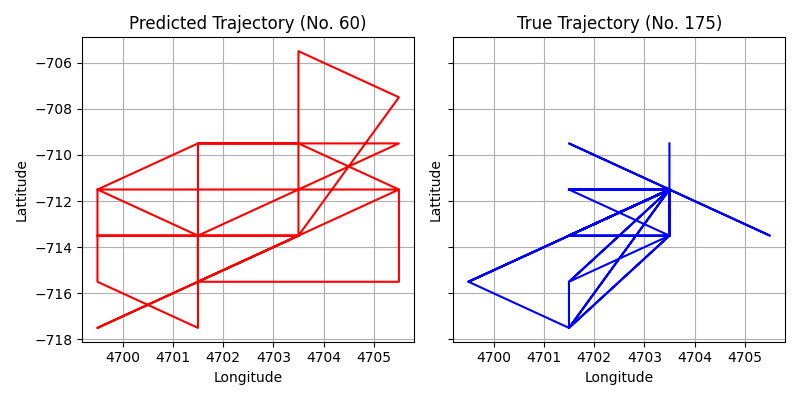 Predicted Trajectory (No. 60)
True Trajectory (No. 175)
−706
−708
−710
−712
−714
−716
−718
Lattitude
Lattitude
4700 4701 4702 4703 4704 4705
4700 4701 4702 4703 4704 4705
Longitude
Longitude